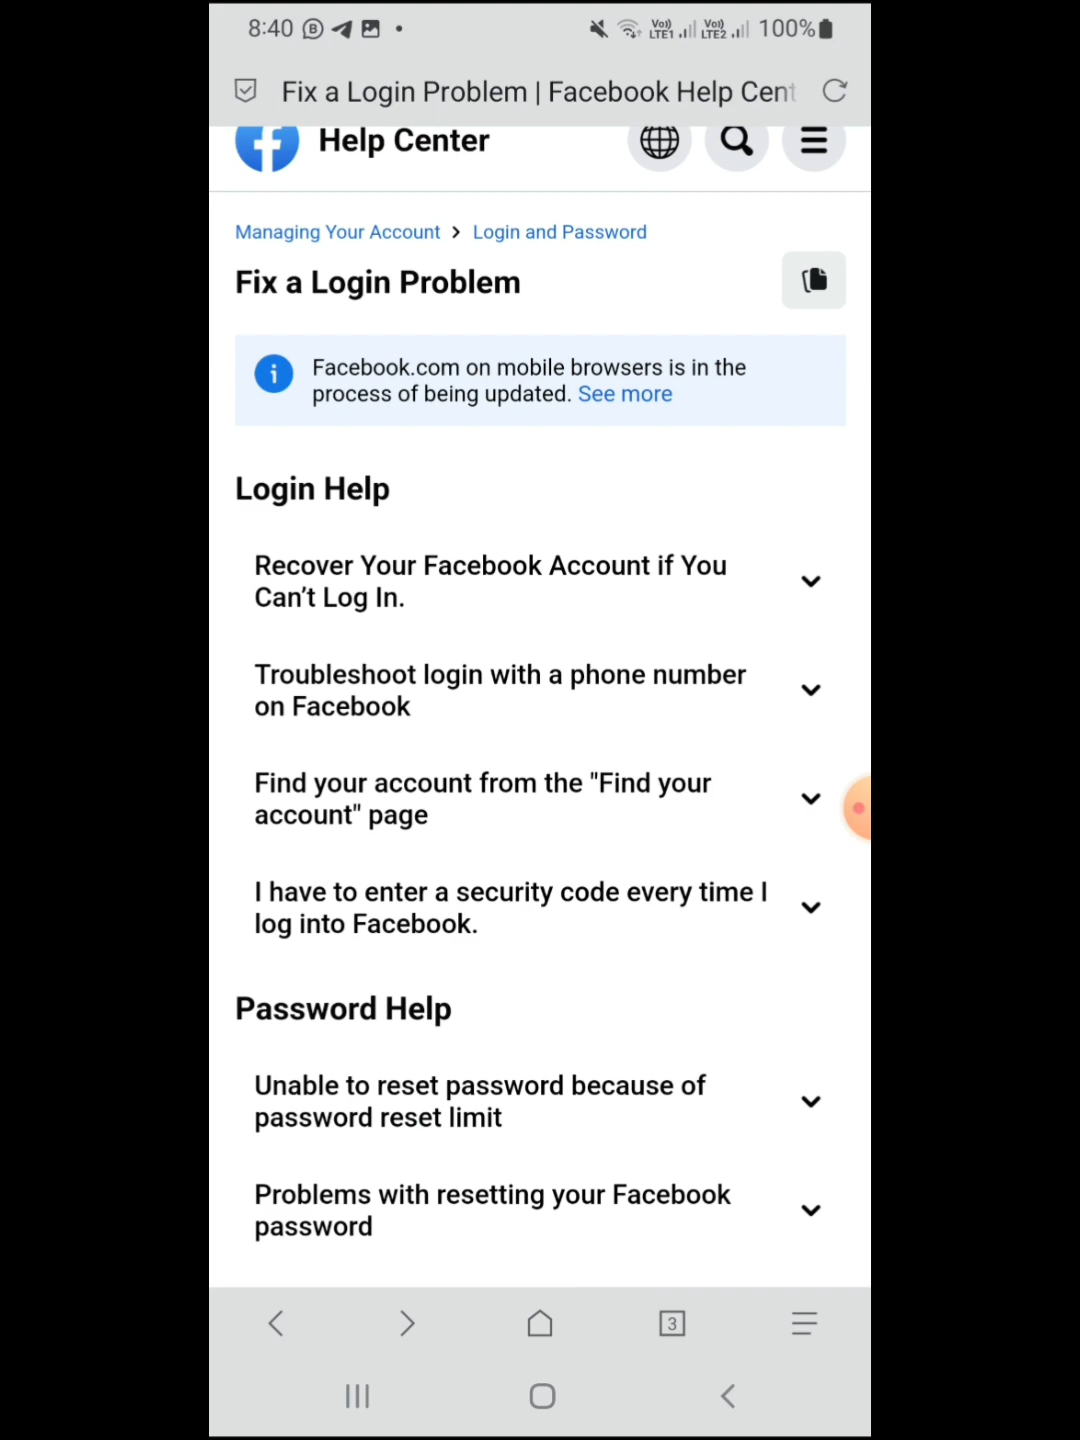 8:40
Vo)) LTE1 Vo)) LTE2 100%
Fix a Login Problem | Facebook Help Cent
Help Center
Managing Your Account > Login and Password
Fix a Login Problem
Facebook.com on mobile browsers is in the
process of being updated. See more
Login Help
Recover Your Facebook Account if You
Can’t Log In.
Troubleshoot login with a phone number
on Facebook
Find your account from the "Find your
account" page
I have to enter a security code every time I
log into Facebook.
Password Help
Unable to reset password because of
password reset limit
Problems with resetting your Facebook
password
3